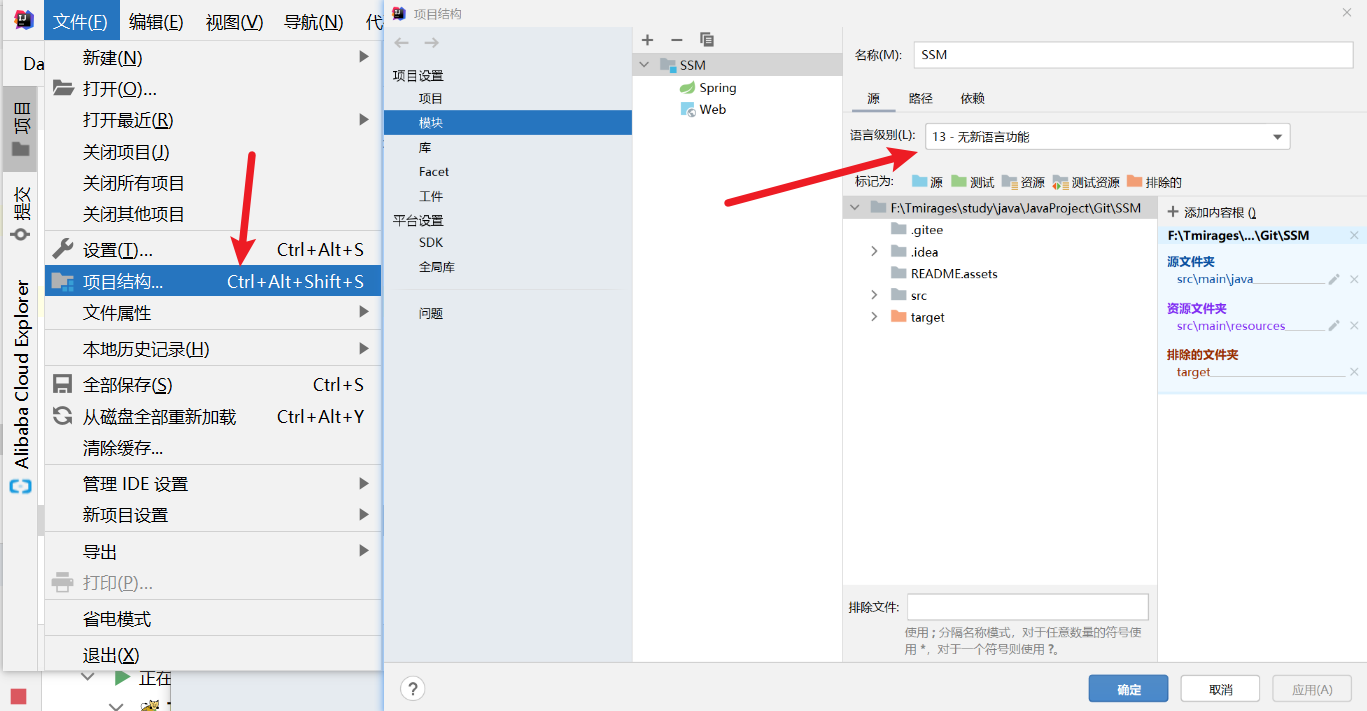 文件(F) 编辑(E) 视图(V) 导航(N) 代
Da
项目
提交
Alibaba Cloud Explorer
新建(N)
打开(O)...
打开最近(R)
关闭项目(J)
关闭所有项目
关闭其他项目
设置(T)... Ctrl+Alt+S
项目结构... Ctrl+Alt+Shift+S
文件属性
本地历史记录(H)
全部保存(S) Ctrl+S
从磁盘全部重新加载 Ctrl+Alt+Y
清除缓存...
管理 IDE 设置
新项目设置
导出
打印(P)...
省电模式
退出(X)
正在
项目结构
项目设置
项目
模块
库
Facet
工件
平台设置
SDK
全局库
问题
SSM
Spring
Web
名称(M): SSM
源 路径 依赖
语言级别(L): 13 - 无新语言功能
标记为: 源 测试 资源 测试资源 排除的
F:\Tmirages\study\java\JavaProject\Git\SSM
.gitee
.idea
README.assets
src
target
添加内容根 ()
F:\Tmirages\...\Git\SSM
源文件夹
src\main\java
资源文件夹
src\main\resources
排除的文件夹
target
排除文件:
使用 ; 分隔名称模式，对于任意数量的符号使
用 *，对于一个符号则使用 ?。
?
确定 取消 应用(A)